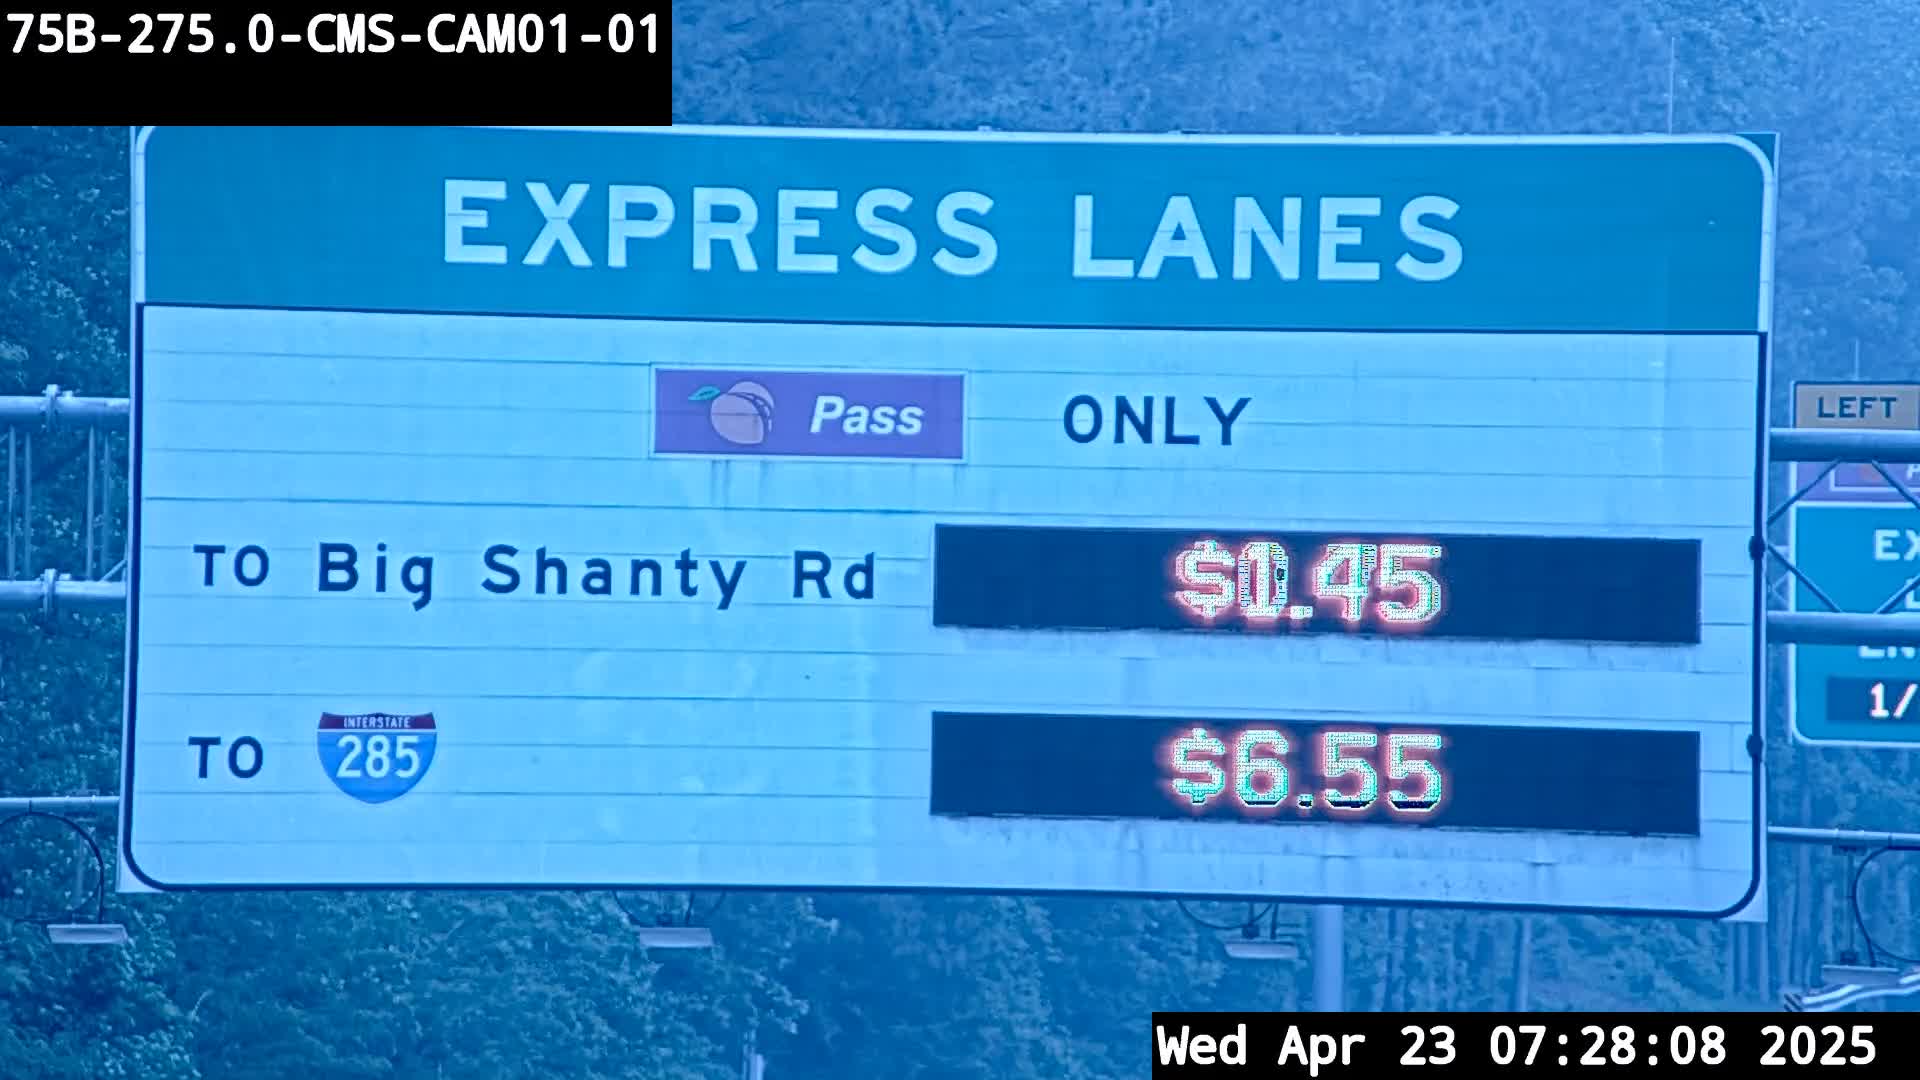 75B-275.0-CMS-CAM01-01
EXPRESS LANES
Pass ONLY
TO Big Shanty Rd $1.45
TO INTERSTATE 285 $6.55
LEFT
1/
Wed Apr 23 07:28:08 2025